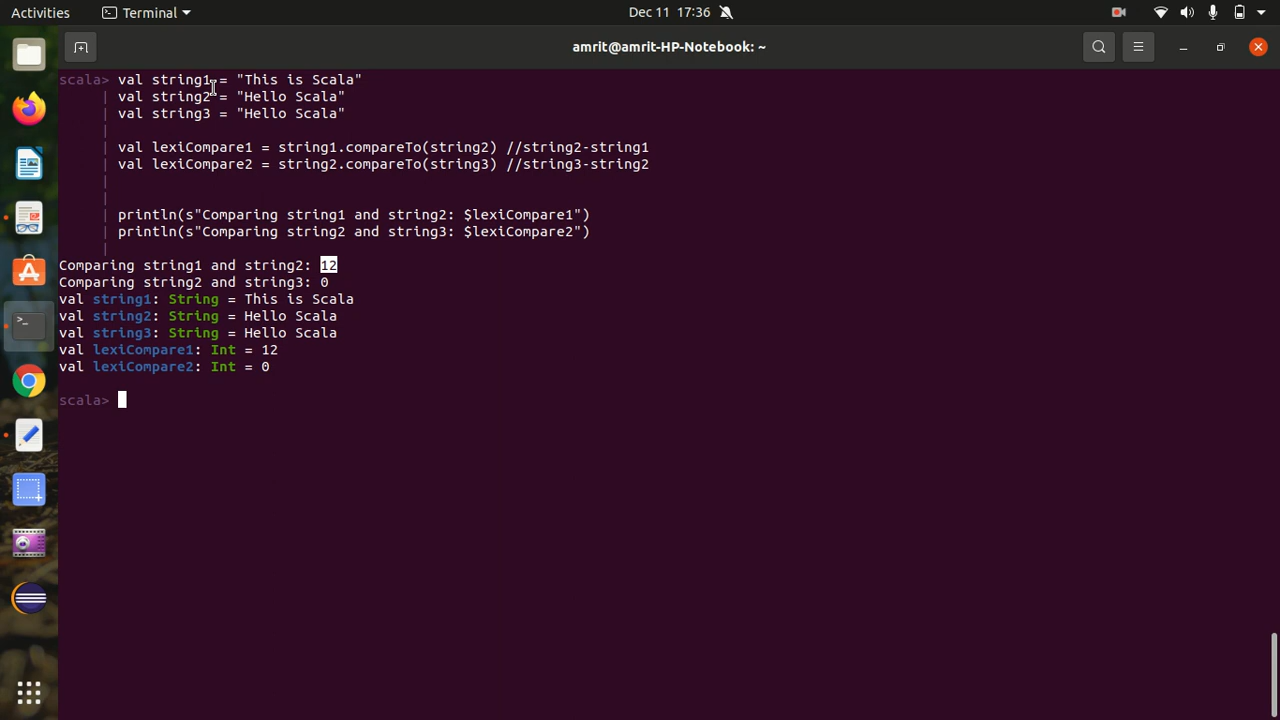 Activities Terminal Dec 11 17:36
amrit@amrit-HP-Notebook: ~
scala> val string1 = "This is Scala"
| val string2 = "Hello Scala"
| val string3 = "Hello Scala"
|
| val lexiCompare1 = string1.compareTo(string2) //string2-string1
| val lexiCompare2 = string2.compareTo(string3) //string3-string2
|
|
| println(s"Comparing string1 and string2: $lexiCompare1")
| println(s"Comparing string2 and string3: $lexiCompare2")
|
Comparing string1 and string2: 12
Comparing string2 and string3: 0
val string1: String = This is Scala
val string2: String = Hello Scala
val string3: String = Hello Scala
val lexiCompare1: Int = 12
val lexiCompare2: Int = 0
scala>